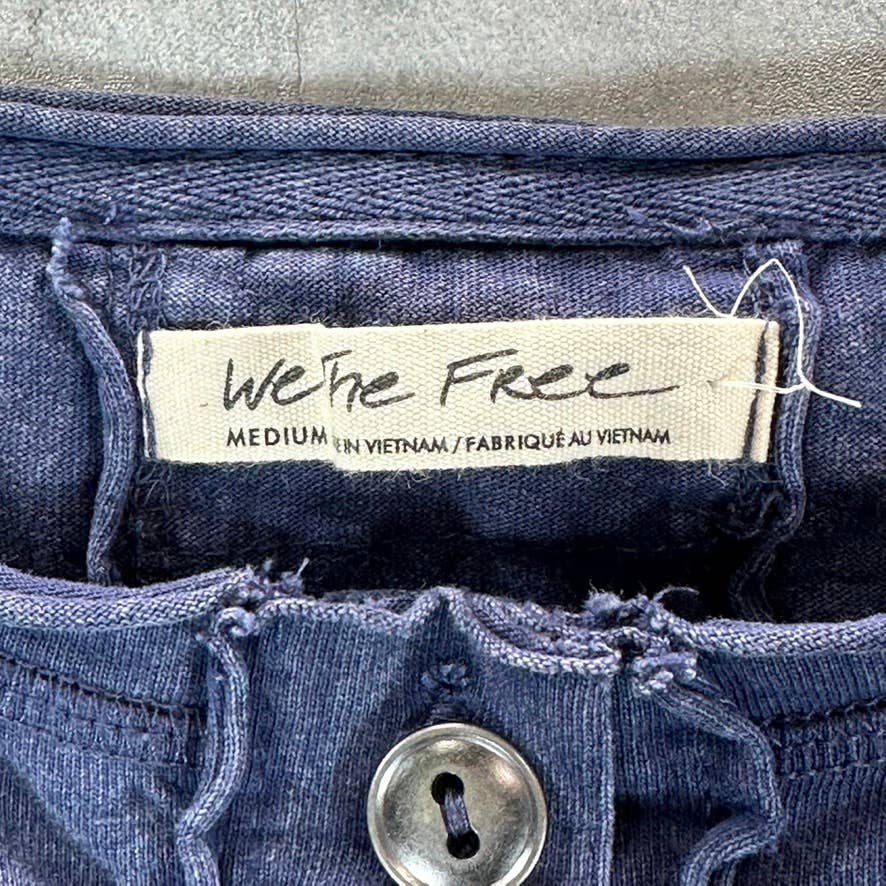 We The Free
MEDIUM
IN VIETNAM / FABRIQUÉ AU VIETNAM